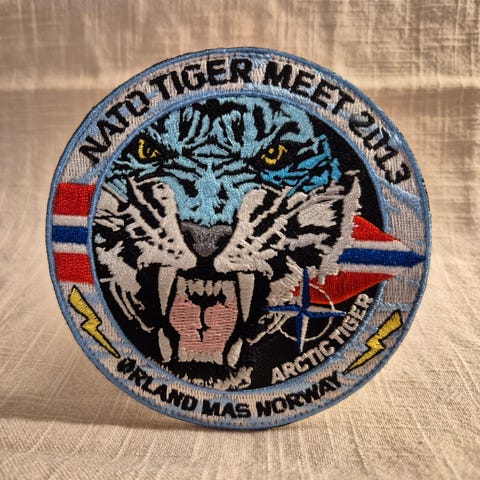 NATO TIGER MEET 2013
ARCTIC TIGER
ØRLAND MAS NORWAY